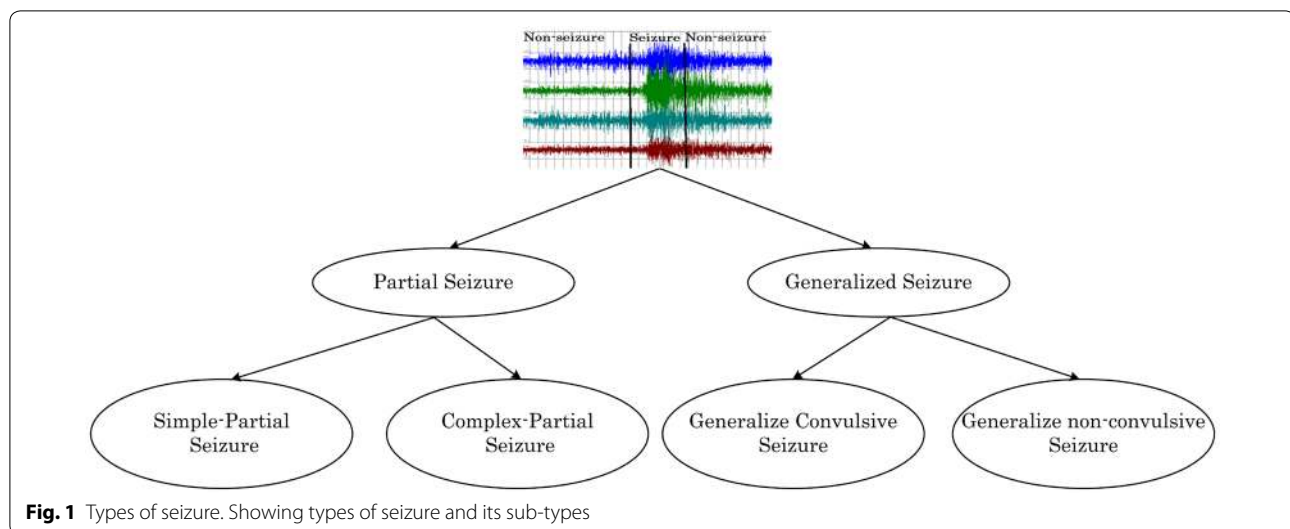 Non-seizure Seizure Non-seizure
Partial Seizure
Generalized Seizure
Simple-Partial
Seizure
Complex-Partial
Seizure
Generalize Convulsive
Seizure
Generalize non-convulsive
Seizure
Fig. 1 Types of seizure. Showing types of seizure and its sub-types